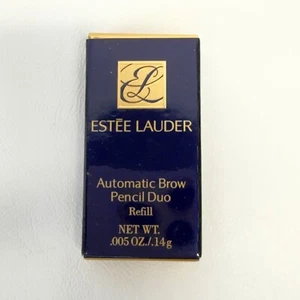 EL
ESTĒE LAUDER
Automatic Brow
Pencil Duo
Refill
NET WT.
.005 OZ./.14g